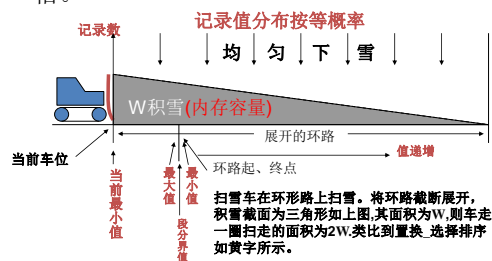 记录值分布按等概率
记录数
均 匀 下 雪
W积雪(内存容量)
展开的环路
当前车位
值递增
环路起、终点
当前最小值
最大值
最小值
段分界值
扫雪车在环形路上扫雪。将环路截断展开，
积雪截面为三角形如上图,其面积为W,则车走
一圈扫走的面积为2W.类比到置换_选择排序
如黄字所示。